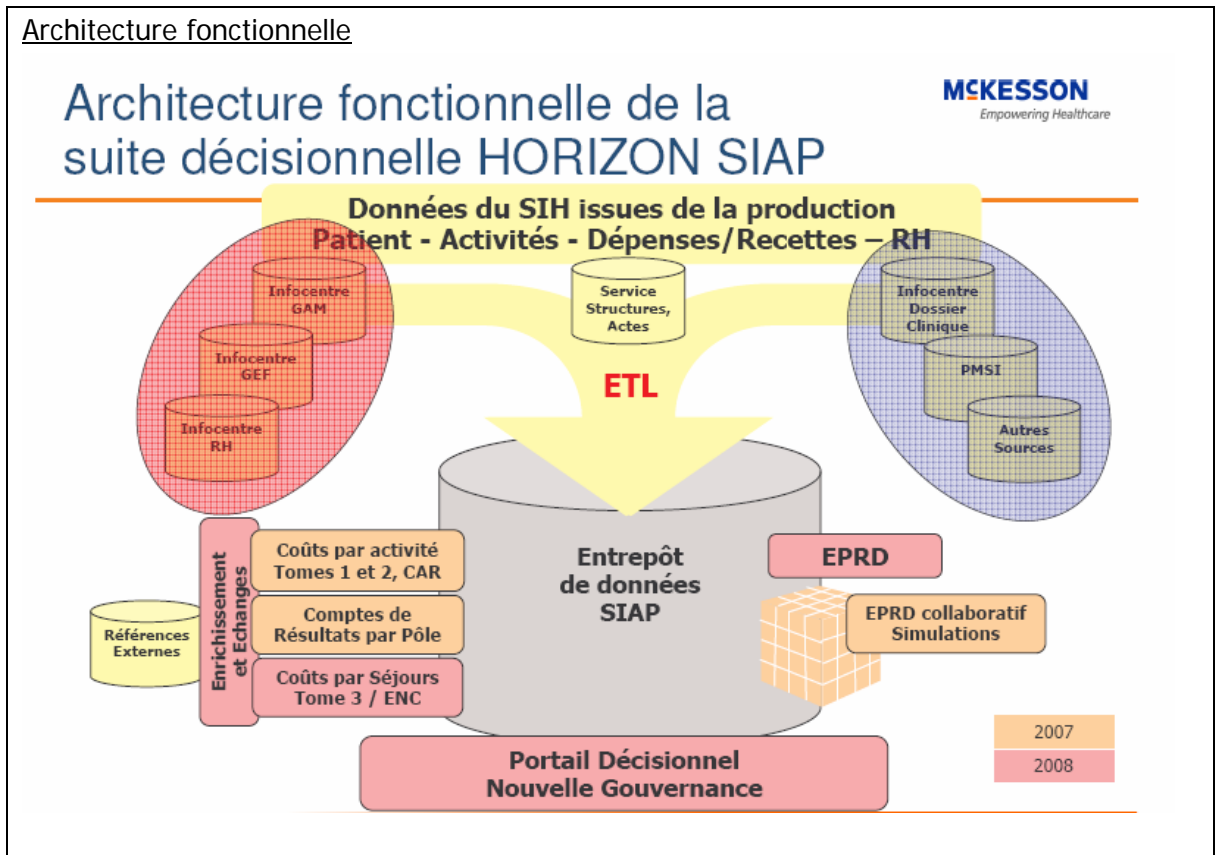 Architecture fonctionnelle
Architecture fonctionnelle de la
suite décisionnelle HORIZON SIAP
MCKESSON
Empowering Healthcare
Données du SIH issues de la production
Patient - Activités - Dépenses/Recettes – RH
Infocentre
GAM
Infocentre
GEF
Infocentre
RH
Service
Structures,
Actes
Infocentre
Dossier
Clinique
PMSI
Autres
Sources
ETL
Entrepôt
de données
SIAP
Références
Externes
Enrichissement
et Echanges
Coûts par activité
Tomes 1 et 2, CAR
Comptes de
Résultats par Pôle
Coûts par Séjours
Tome 3 / ENC
EPRD
EPRD collaboratif
Simulations
2007
2008
Portail Décisionnel
Nouvelle Gouvernance